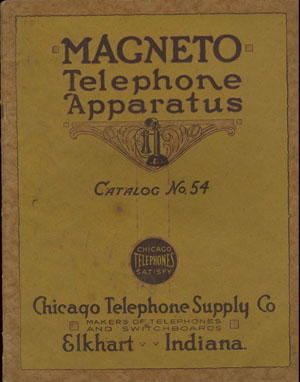 MAGNETO
Telephone
Apparatus
CATALOG No. 54
CHICAGO
TELEPHONES
SATISFY
Chicago Telephone Supply Co
MAKERS OF TELEPHONES
AND SWITCHBOARDS
Elkhart Indiana.